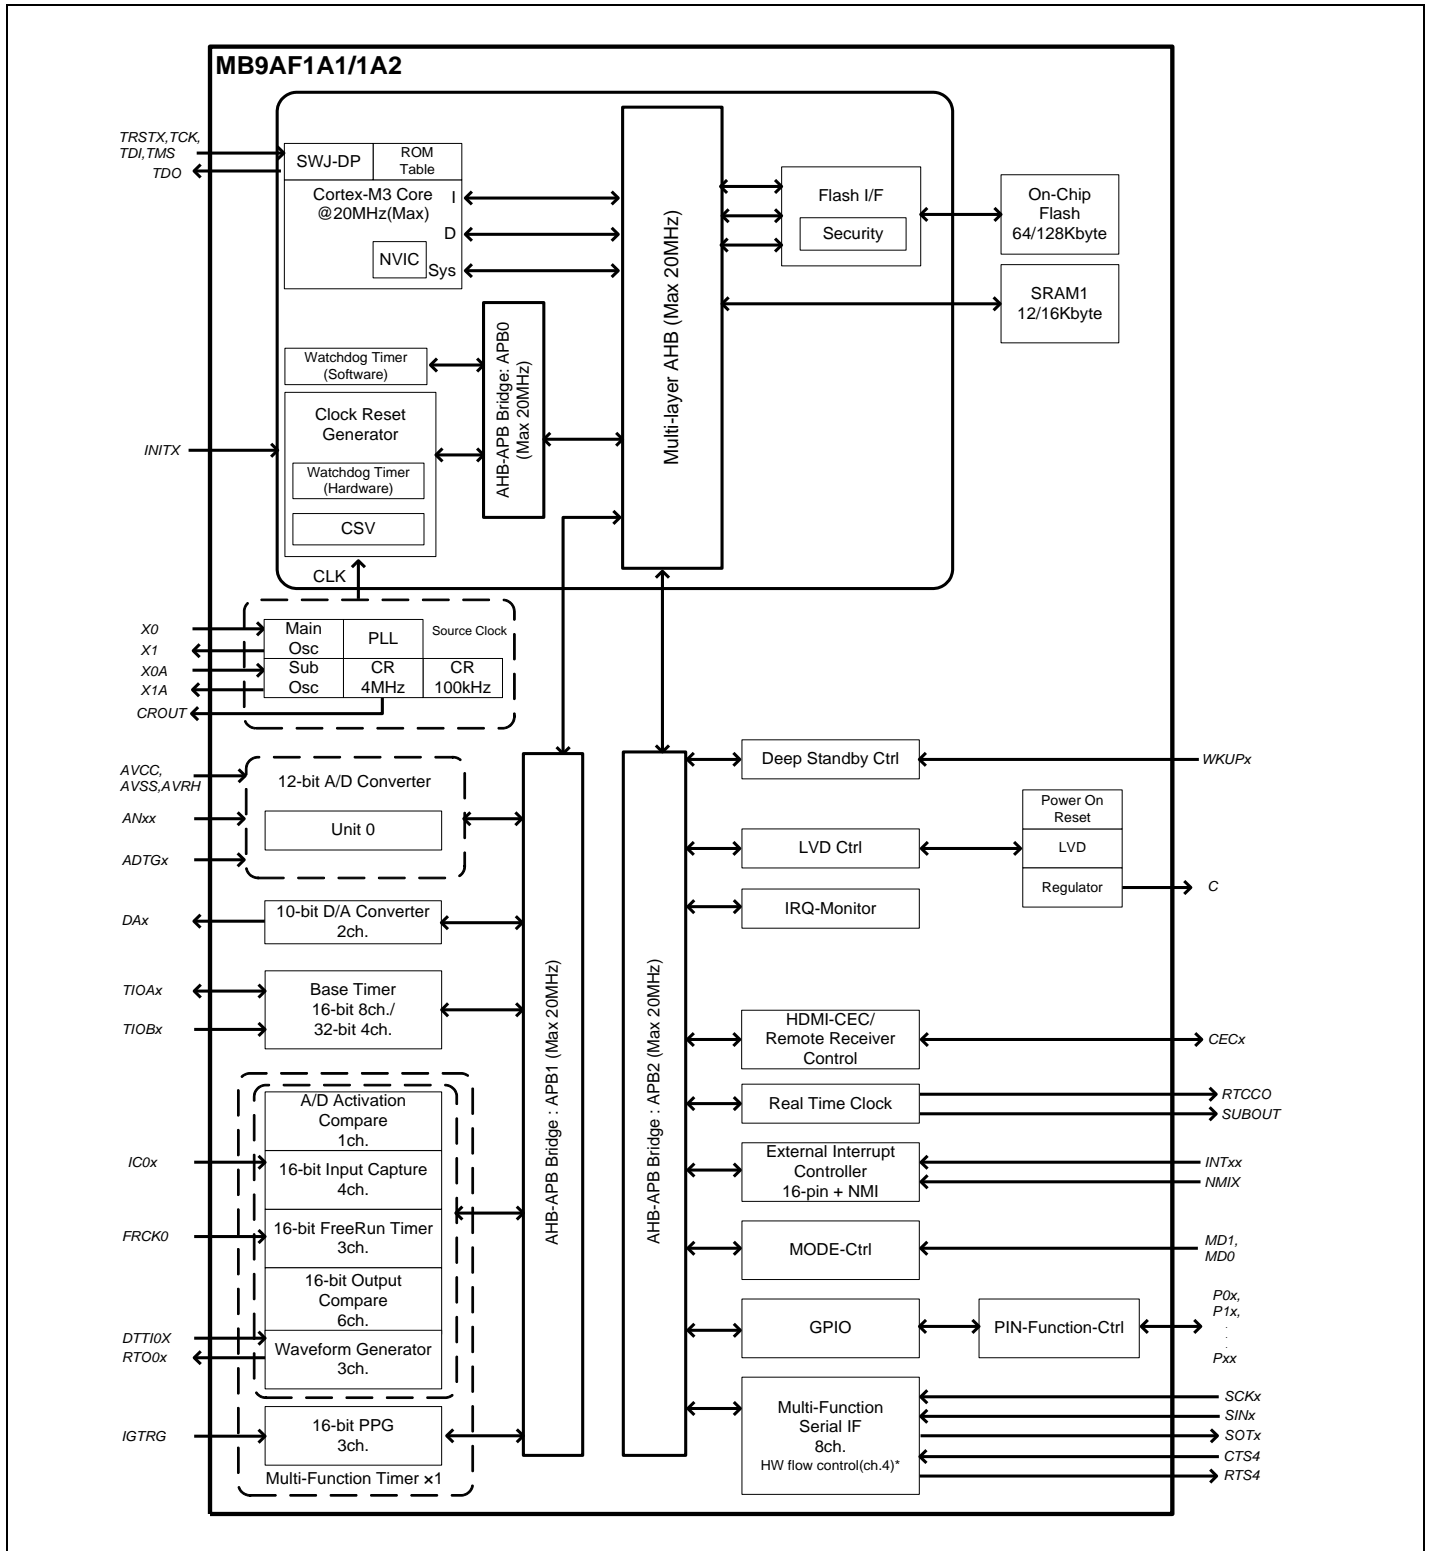 MB9AF1A1/1A2
TRSTX,TCK,
TDI,TMS
TDO
SWJ-DP
ROM
Table
Cortex-M3 Core
@20MHz(Max)
I
D
NVIC
Sys
Multi-layer AHB (Max 20MHz)
Flash I/F
Security
On-Chip
Flash
64/128Kbyte
SRAM1
12/16Kbyte
AHB-APB Bridge: APB0
(Max 20MHz)
Watchdog Timer
(Software)
Clock Reset
Generator
Watchdog Timer
(Hardware)
CSV
INITX
CLK
X0
X1
X0A
X1A
CROUT
Main
Osc
PLL
Source Clock
Sub
Osc
CR
4MHz
CR
100kHz
AVCC,
AVSS,AVRH
ANxx
ADTGx
12-bit A/D Converter
Unit 0
DAx
10-bit D/A Converter
2ch.
TIOAx
TIOBx
Base Timer
16-bit 8ch./
32-bit 4ch.
A/D Activation
Compare
1ch.
IC0x
16-bit Input Capture
4ch.
FRCK0
16-bit FreeRun Timer
3ch.
16-bit Output
Compare
6ch.
DTTI0X
RTO0x
Waveform Generator
3ch.
IGTRG
16-bit PPG
3ch.
Multi-Function Timer ×1
AHB-APB Bridge : APB1 (Max 20MHz)
AHB-APB Bridge : APB2 (Max 20MHz)
Deep Standby Ctrl
WKUPx
LVD Ctrl
Power On
Reset
LVD
Regulator
C
IRQ-Monitor
HDMI-CEC/
Remote Receiver
Control
CECx
Real Time Clock
RTCCO
SUBOUT
External Interrupt
Controller
16-pin + NMI
INTxx
NMIX
MODE-Ctrl
MD1,
MD0
GPIO
PIN-Function-Ctrl
P0x,
P1x,
.
.
Pxx
Multi-Function
Serial IF
8ch.
HW flow control(ch.4)*
SCKx
SINx
SOTx
CTS4
RTS4